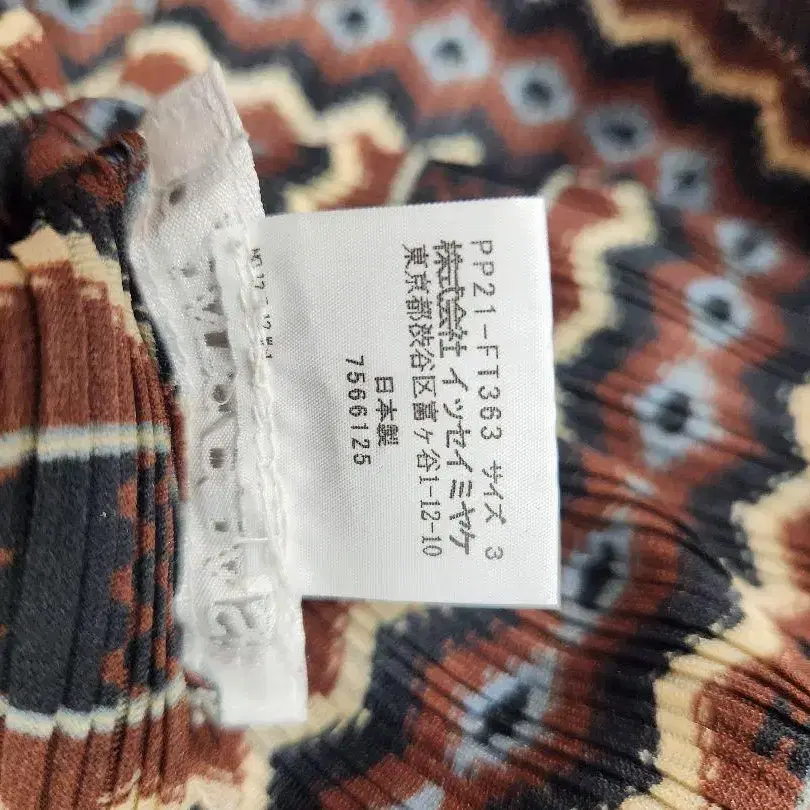 PP21-FT363 サイズ 3
株式会社 イッセイミヤケ
東京都渋谷区富ヶ谷1-12-10
日本製
7566125